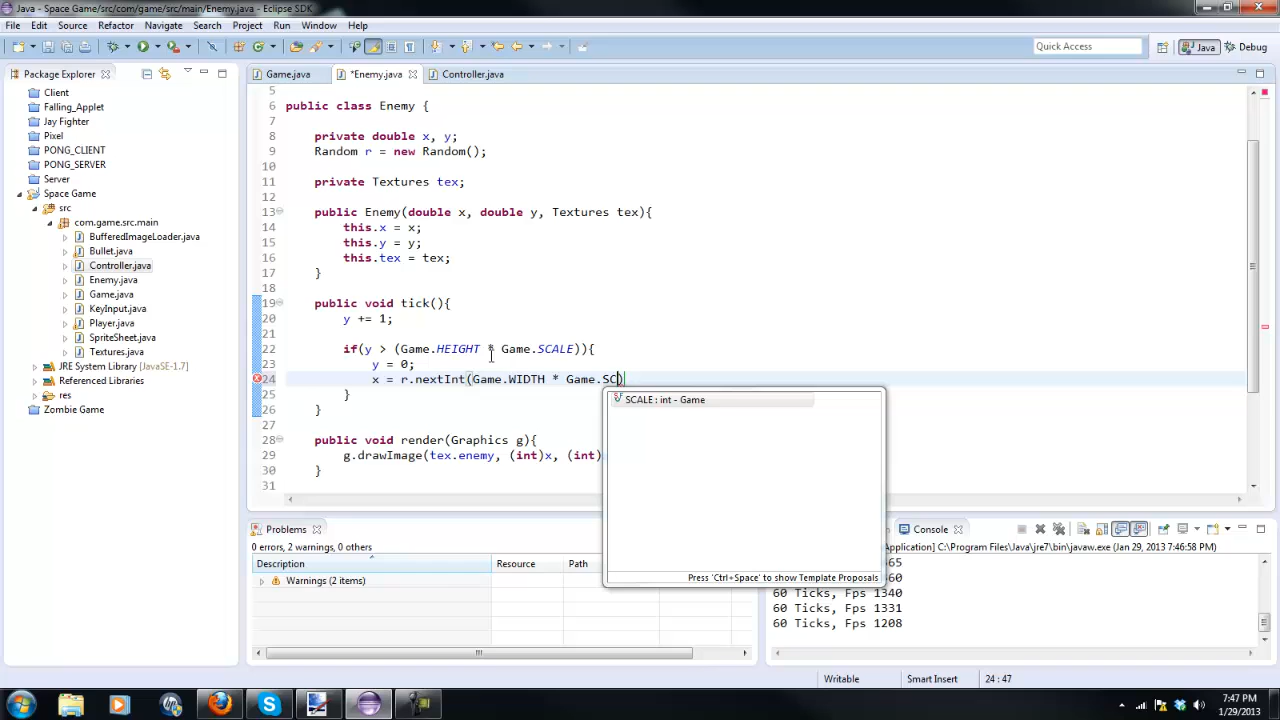 Java - Space Game/src/com/game/src/main/Enemy.java - Eclipse SDK
File Edit Source Refactor Navigate Search Project Run Window Help
Quick Access
Java
Debug
Package Explorer
Game.java
*Enemy.java
Controller.java
Client
Falling_Applet
Jay Fighter
Pixel
PONG_CLIENT
PONG_SERVER
Server
Space Game
src
com.game.src.main
BufferedImageLoader.java
Bullet.java
Controller.java
Enemy.java
Game.java
KeyInput.java
Player.java
SpriteSheet.java
Textures.java
JRE System Library [JavaSE-1.7]
Referenced Libraries
res
Zombie Game
5
6 public class Enemy {
7
8 private double x, y;
9 Random r = new Random();
10
11 private Textures tex;
12
13 public Enemy(double x, double y, Textures tex){
14 this.x = x;
15 this.y = y;
16 this.tex = tex;
17 }
18
19 public void tick(){
20 y += 1;
21
22 if(y > (Game.HEIGHT * Game.SCALE)){
23 y = 0;
24 x = r.nextInt(Game.WIDTH * Game.SC)
25 }
26 }
27
28 public void render(Graphics g){
29 g.drawImage(tex.enemy, (int)x, (int)
30 }
31
SCALE : int - Game
Press 'Ctrl+Space' to show Template Proposals
Problems
0 errors, 2 warnings, 0 others
Description Resource Path
Warnings (2 items)
Console
Application] C:\Program Files\Java\jre7\bin\javaw.exe (Jan 29, 2013 7:46:58 PM)
60 Ticks, Fps 1340
60 Ticks, Fps 1331
60 Ticks, Fps 1208
Writable
Smart Insert
24 : 47
7:47 PM
1/29/2013